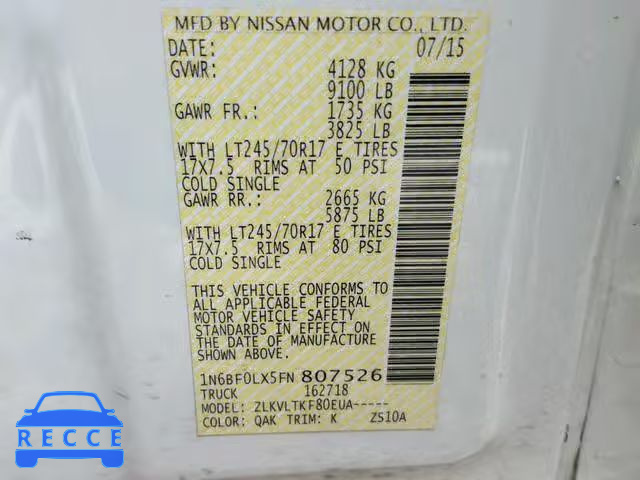 MFD BY NISSAN MOTOR CO., LTD.
DATE: 07/15
GVWR: 4128 KG
9100 LB
GAWR FR.: 1735 KG
3825 LB
WITH LT245/70R17 E TIRES
17X7.5 RIMS AT 50 PSI
COLD SINGLE
GAWR RR.: 2665 KG
5875 LB
WITH LT245/70R17 E TIRES
17X7.5 RIMS AT 80 PSI
COLD SINGLE
THIS VEHICLE CONFORMS TO
ALL APPLICABLE FEDERAL
MOTOR VEHICLE SAFETY
STANDARDS IN EFFECT ON
THE DATE OF MANUFACTURE
SHOWN ABOVE.
1N6BF0LX5FN 807526
TRUCK 162718
MODEL: ZLKVLTKF80EUA-----
COLOR: QAK TRIM: K ZS10A
RECCE